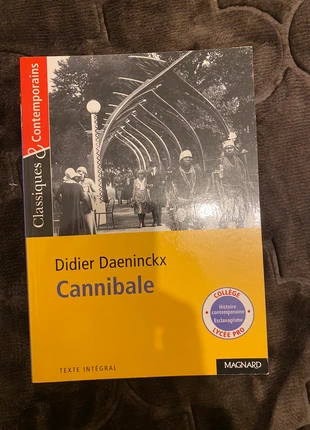 Classiques & Contemporains
Didier Daeninckx
Cannibale
COLLÈGE
Histoire
contemporaine
Esclavagisme
LYCÉE PRO
TEXTE INTÉGRAL
MAGNARD